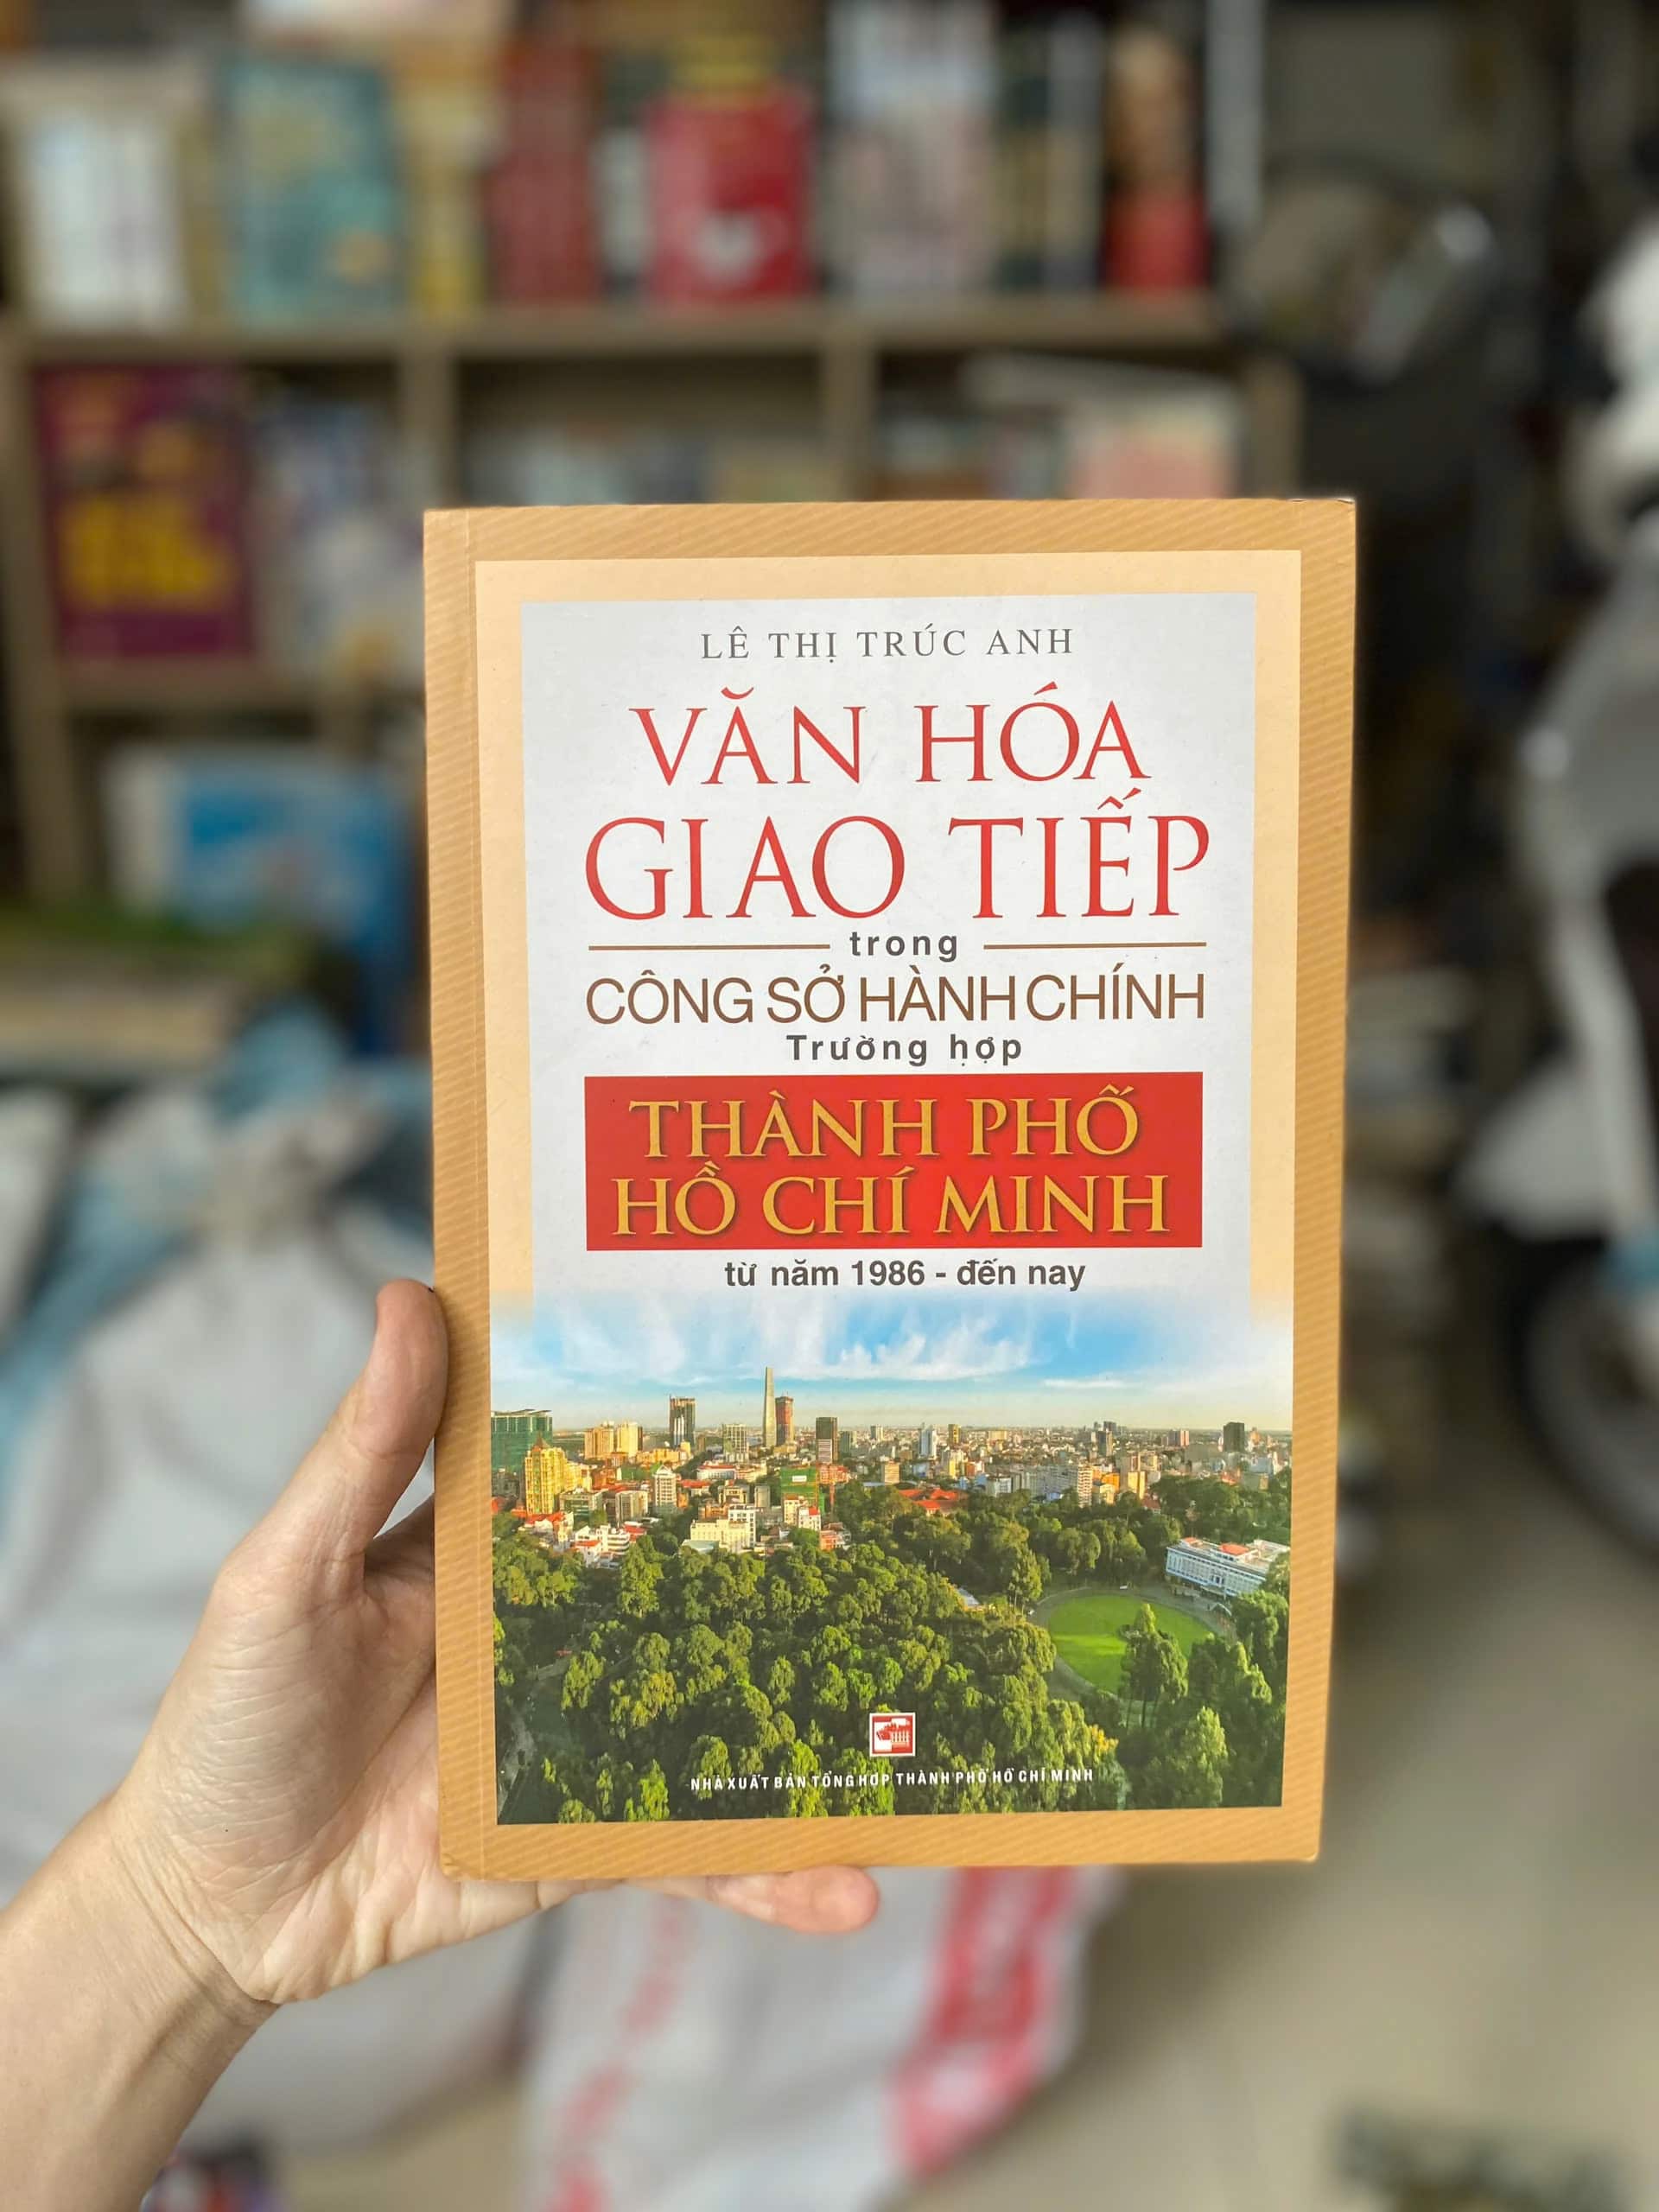 LÊ THỊ TRÚC ANH
VĂN HÓA
GIAO TIẾP
trong
CÔNG SỞ HÀNH CHÍNH
Trường hợp
THÀNH PHỐ
HỒ CHÍ MINH
từ năm 1986 - đến nay
NHÀ XUẤT BẢN TỔNG HỢP THÀNH PHỐ HỒ CHÍ MINH